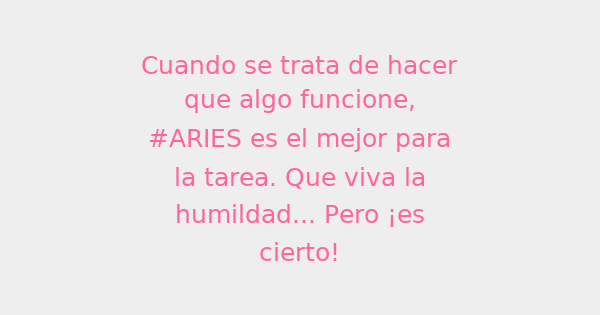 Cuando se trata de hacer
que algo funcione,
#ARIES es el mejor para
la tarea. Que viva la
humildad... Pero ¡es
cierto!